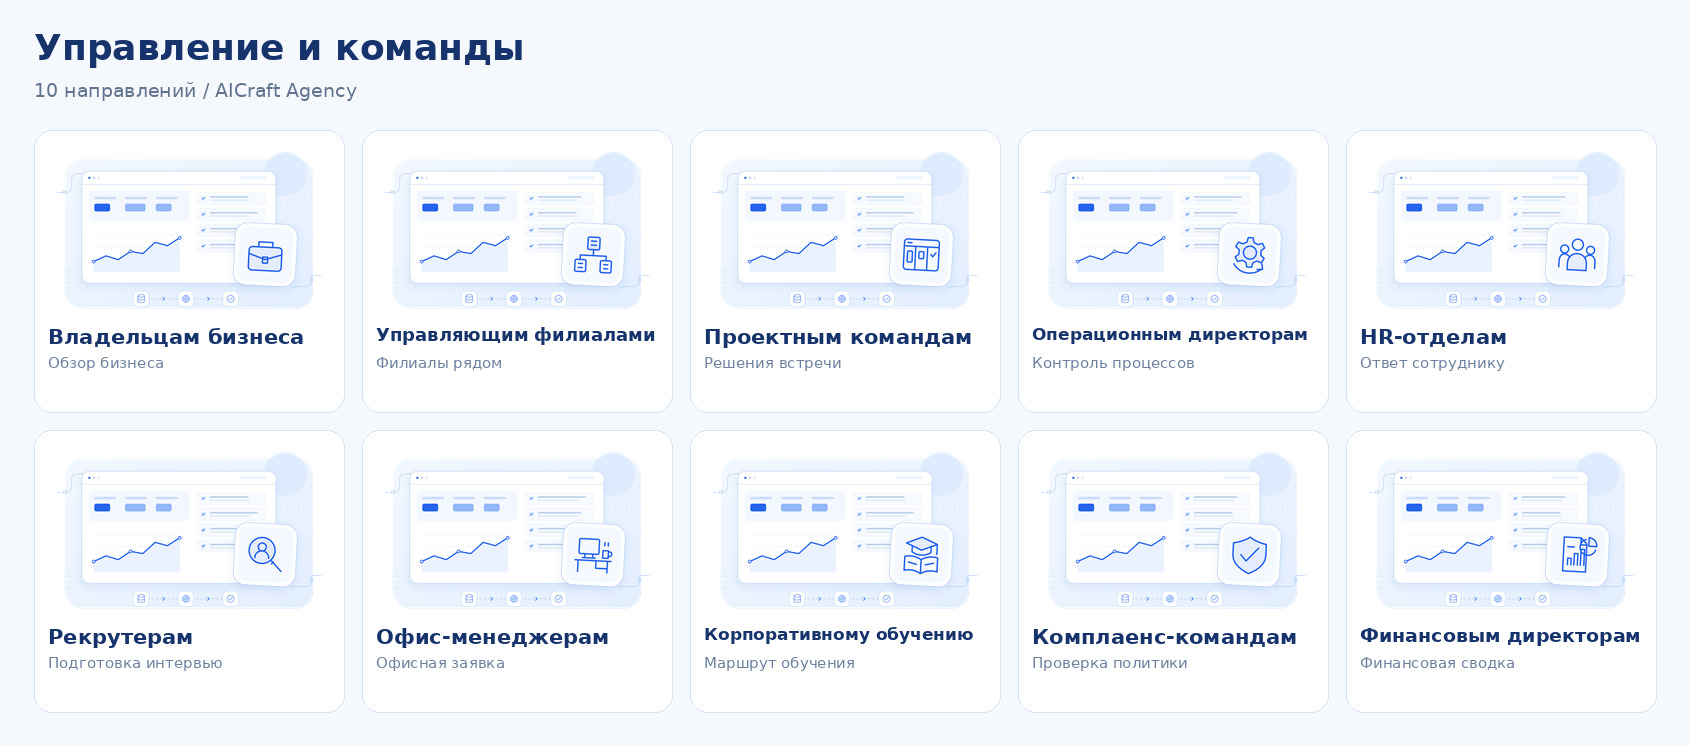 Управление и команды
10 направлений / AICraft Agency
Владельцам бизнеса
Обзор бизнеса
Управляющим филиалами
Филиалы рядом
Проектным командам
Решения встречи
Операционным директорам
Контроль процессов
HR-отделам
Ответ сотруднику
Рекрутерам
Подготовка интервью
Офис-менеджерам
Офисная заявка
Корпоративному обучению
Маршрут обучения
Комплаенс-командам
Проверка политики
Финансовым директорам
Финансовая сводка